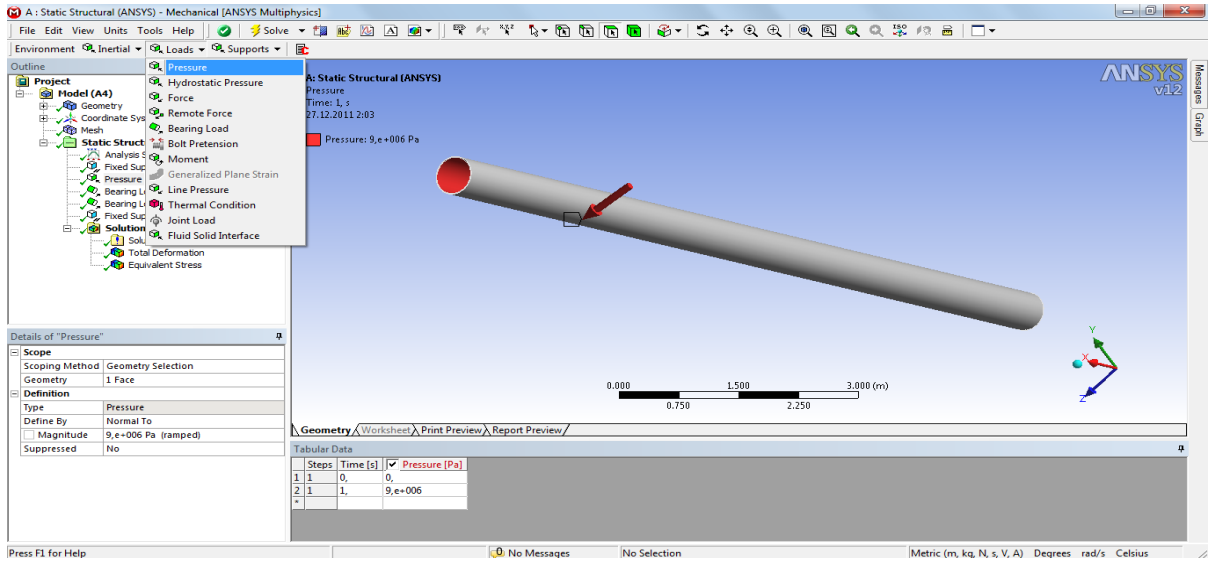 A : Static Structural (ANSYS) - Mechanical [ANSYS Multiphysics]
File Edit View Units Tools Help Solve
Environment Inertial Loads Supports
Outline
Project
Model (A4)
Geometry
Coordinate Sys
Mesh
Static Struct
Analysis S
Fixed Sup
Pressure
Bearing L
Bearing L
Fixed Sup
Solution
Solu
Total Deformation
Equivalent Stress
Pressure
Hydrostatic Pressure
Force
Remote Force
Bearing Load
Bolt Pretension
Moment
Generalized Plane Strain
Line Pressure
Thermal Condition
Joint Load
Fluid Solid Interface
A: Static Structural (ANSYS)
Pressure
Time: 1, s
27.12.2011 2:03
Pressure: 9,e+006 Pa
ANSYS
v12
Messages
Graph
Y
X
Z
0.000 1.500 3.000 (m)
0.750 2.250
Geometry Worksheet Print Preview Report Preview
Details of "Pressure"
Scope
Scoping Method Geometry Selection
Geometry 1 Face
Definition
Type Pressure
Define By Normal To
Magnitude 9,e+006 Pa (ramped)
Suppressed No
Tabular Data
Steps Time [s] Pressure [Pa]
1 1 0, 0,
2 1 1, 9,e+006
*
Press F1 for Help 0 No Messages No Selection Metric (m, kg, N, s, V, A) Degrees rad/s Celsius